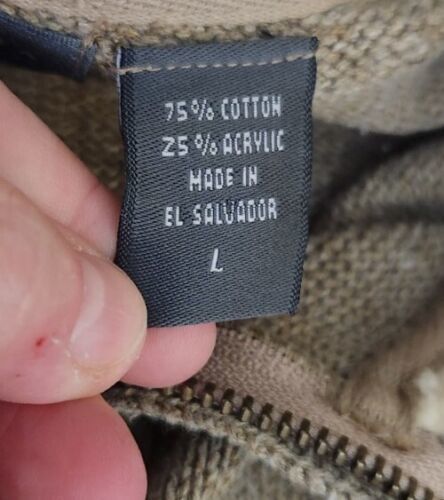 75% COTTON
25% ACRYLIC
MADE IN
EL SALVADOR
L